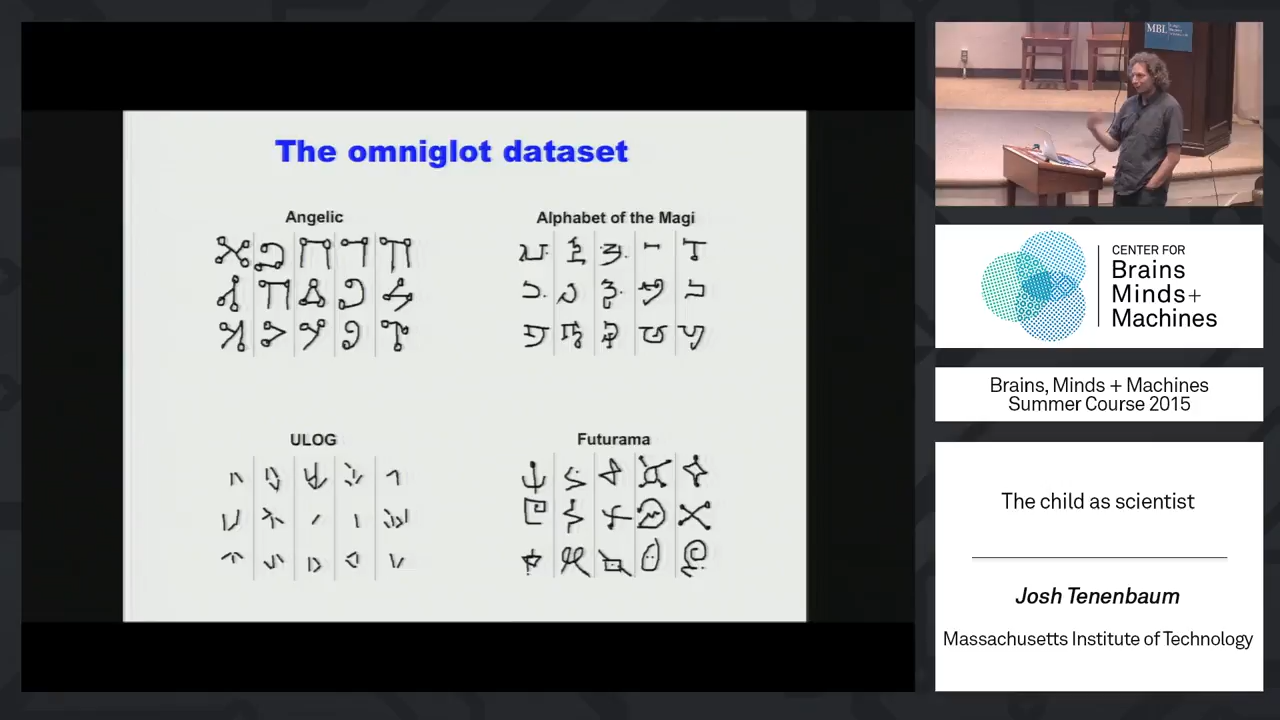 The omniglot dataset
Angelic
Alphabet of the Magi
ULOG
Futurama
MBL
CENTER FOR
Brains
Minds+
Machines
Brains, Minds + Machines
Summer Course 2015
The child as scientist
Josh Tenenbaum
Massachusetts Institute of Technology